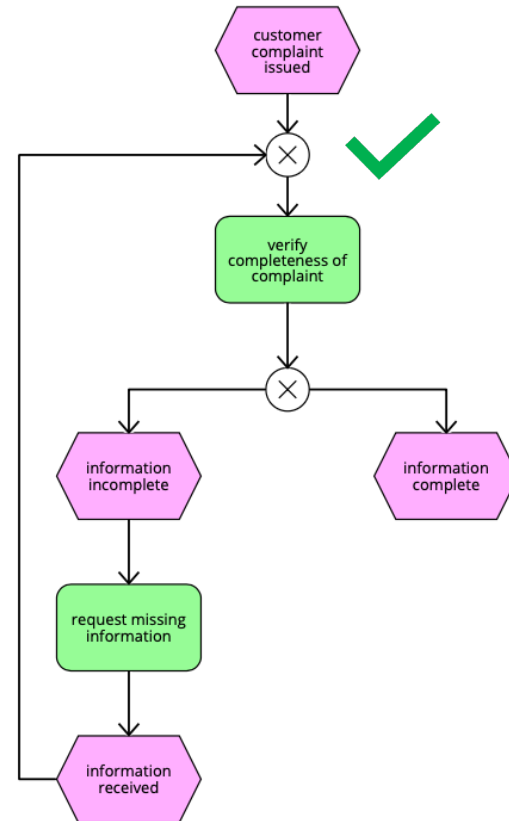 customer
complaint
issued
verify
completeness of
complaint
information
incomplete
information
complete
request missing
information
information
received